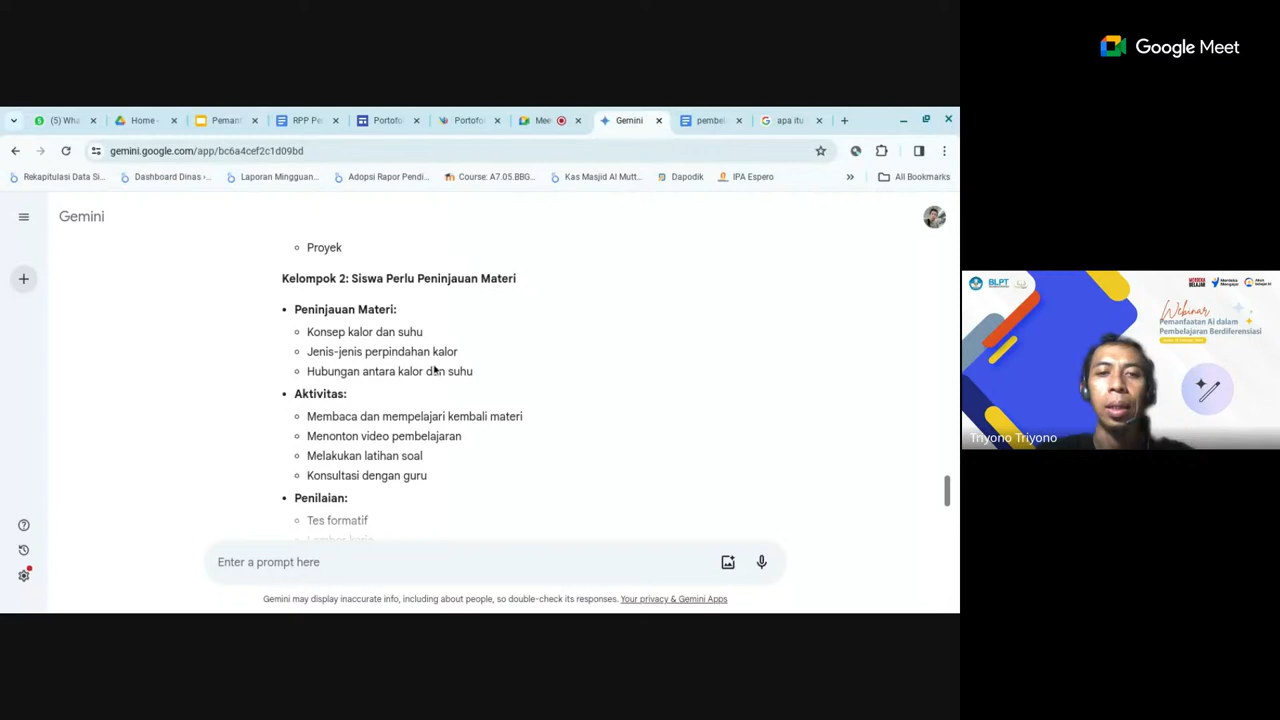 Google Meet
(5) Wha
Home -
Peman
RPP Pe
Portofo
Portofo
Mee
Gemini
pembel
apa itu
gemini.google.com/app/bc6a4cef2c1d09bd
Rekapitulasi Data Si...
Dashboard Dinas ›...
Laporan Mingguan...
Adopsi Rapor Pendi...
Course: A7.05.BBG...
Kas Masjid Al Mutt...
Dapodik
IPA Espero
All Bookmarks
Gemini
Proyek
Kelompok 2: Siswa Perlu Peninjauan Materi
Peninjauan Materi:
Konsep kalor dan suhu
Jenis-jenis perpindahan kalor
Hubungan antara kalor dan suhu
Aktivitas:
Membaca dan mempelajari kembali materi
Menonton video pembelajaran
Melakukan latihan soal
Konsultasi dengan guru
Penilaian:
Tes formatif
Lembar kerja
Enter a prompt here
Gemini may display inaccurate info, including about people, so double-check its responses. Your privacy & Gemini Apps
BLPT
Webinar
Pemanfaatan Ai dalam
Pembelajaran Berdiferensiasi
Triyono Triyono